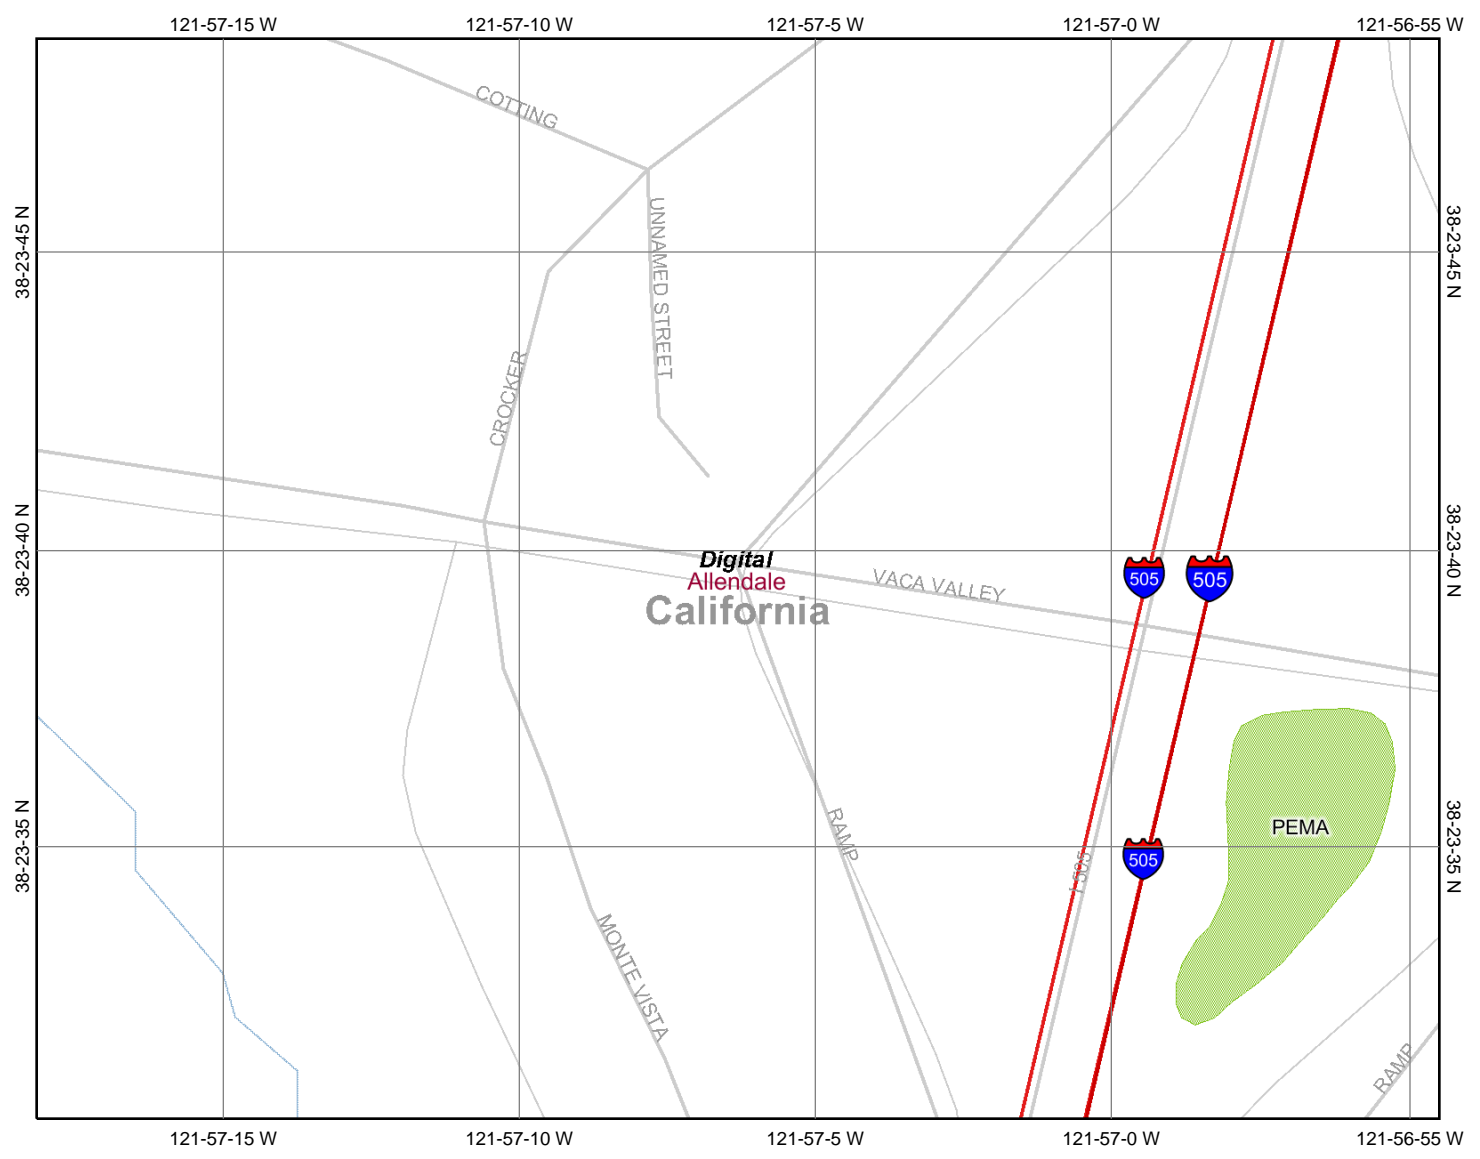 121-57-15 W
121-57-10 W
121-57-5 W
121-57-0 W
121-56-55 W
COTTING
UNNAMED STREET
38-23-45 N
38-23-45 N
CROCKER
38-23-40 N
38-23-40 N
Digital
Allendale
California
VACA VALLEY
505
505
38-23-35 N
38-23-35 N
RAMP
PEMA
505
I 505
MONTE VISTA
RAMP
121-57-15 W
121-57-10 W
121-57-5 W
121-57-0 W
121-56-55 W